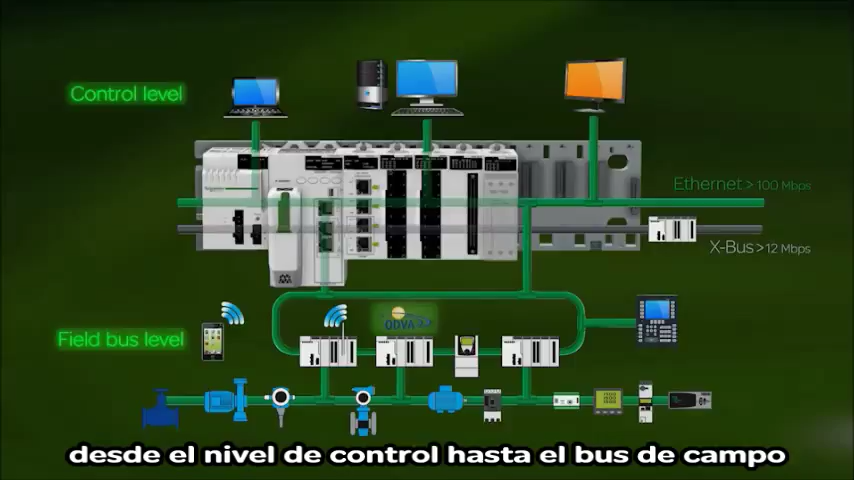 Control level
Ethernet> 100 Mbps
X-Bus>12 Mbps
ODVA
Field bus level
desde el nivel de control hasta el bus de campo